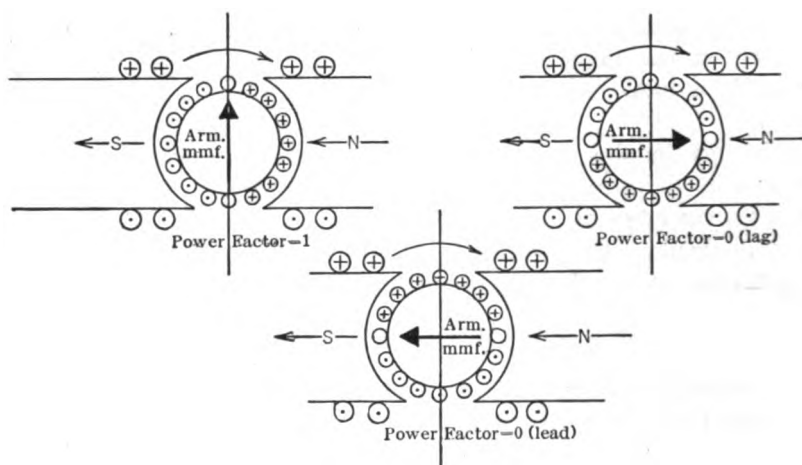 S
Arm.
mmf.
N
Power Factor=1
S
Arm.
mmf.
N
Power Factor=0 (lag)
S
Arm.
mmf.
N
Power Factor=0 (lead)